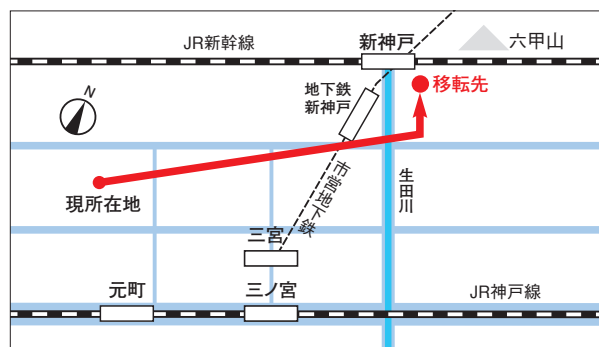 JR新幹線
新神戸
六甲山
地下鉄
新神戸
移転先
N
現所在地
市営地下鉄
生田川
三宮
元町
三ノ宮
JR神戸線